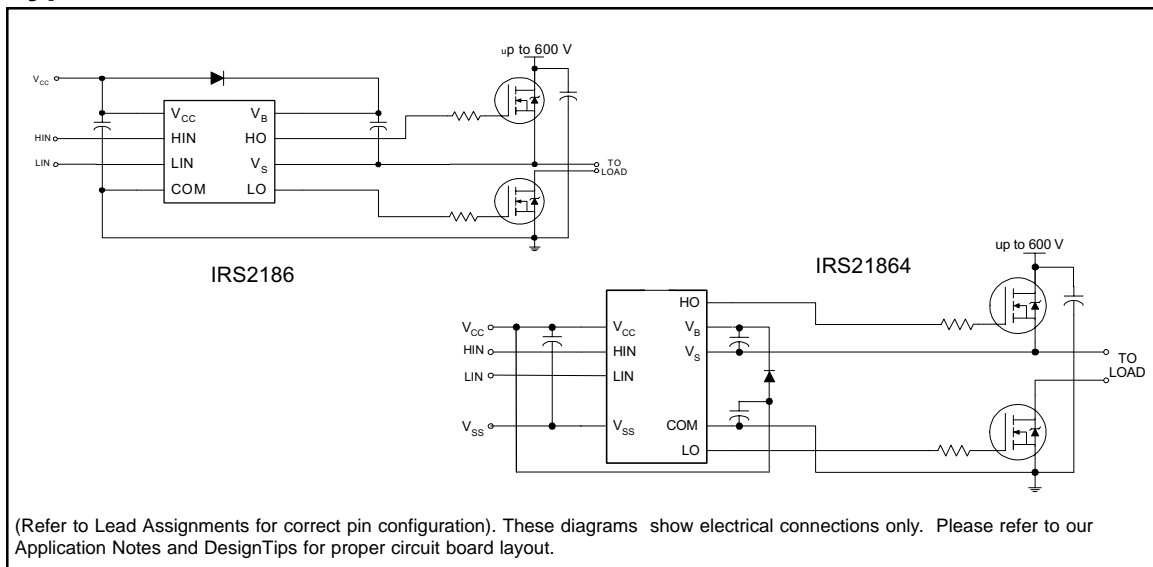 up to 600 V
VCC
VCC
VB
HIN
HIN
HO
LIN
LIN
VS
TO
LOAD
COM
LO
IRS2186
IRS21864
up to 600 V
HO
VCC
VCC
VB
HIN
HIN
VS
LIN
LIN
TO
LOAD
VSS
VSS
COM
LO
(Refer to Lead Assignments for correct pin configuration). These diagrams show electrical connections only. Please refer to our
Application Notes and DesignTips for proper circuit board layout.